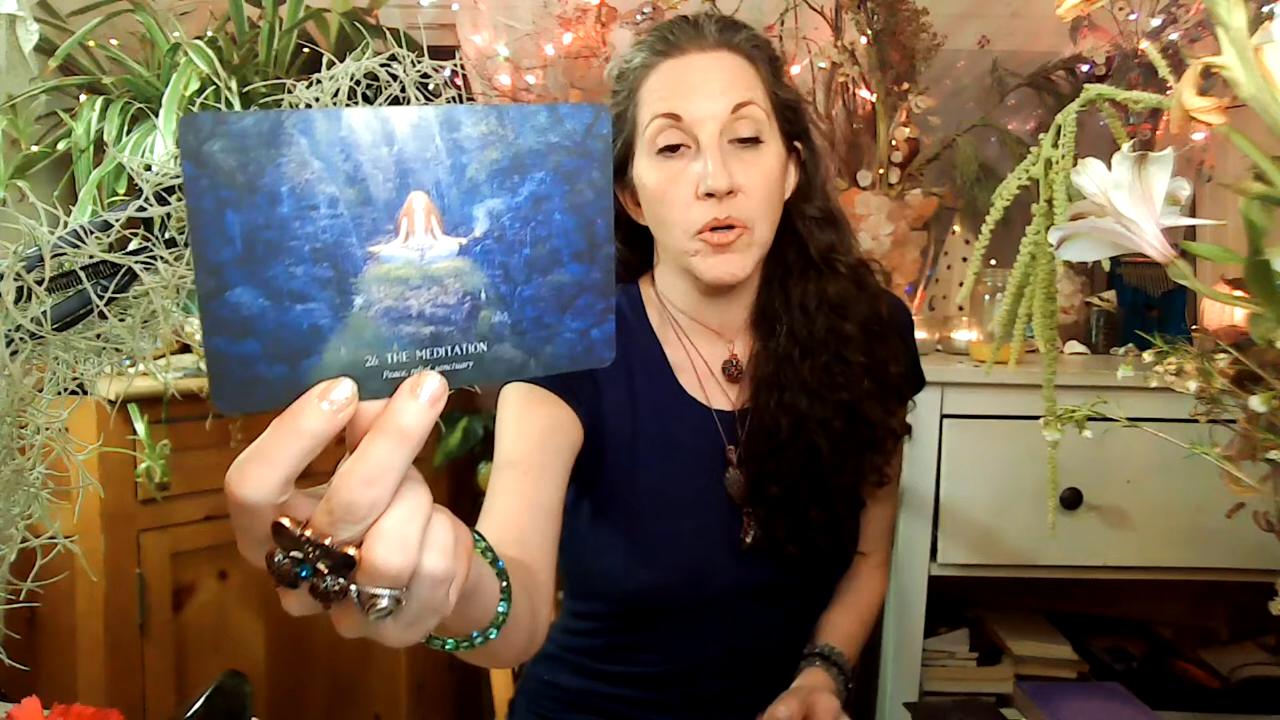 26. THE MEDITATION
Peace, relief, sanctuary